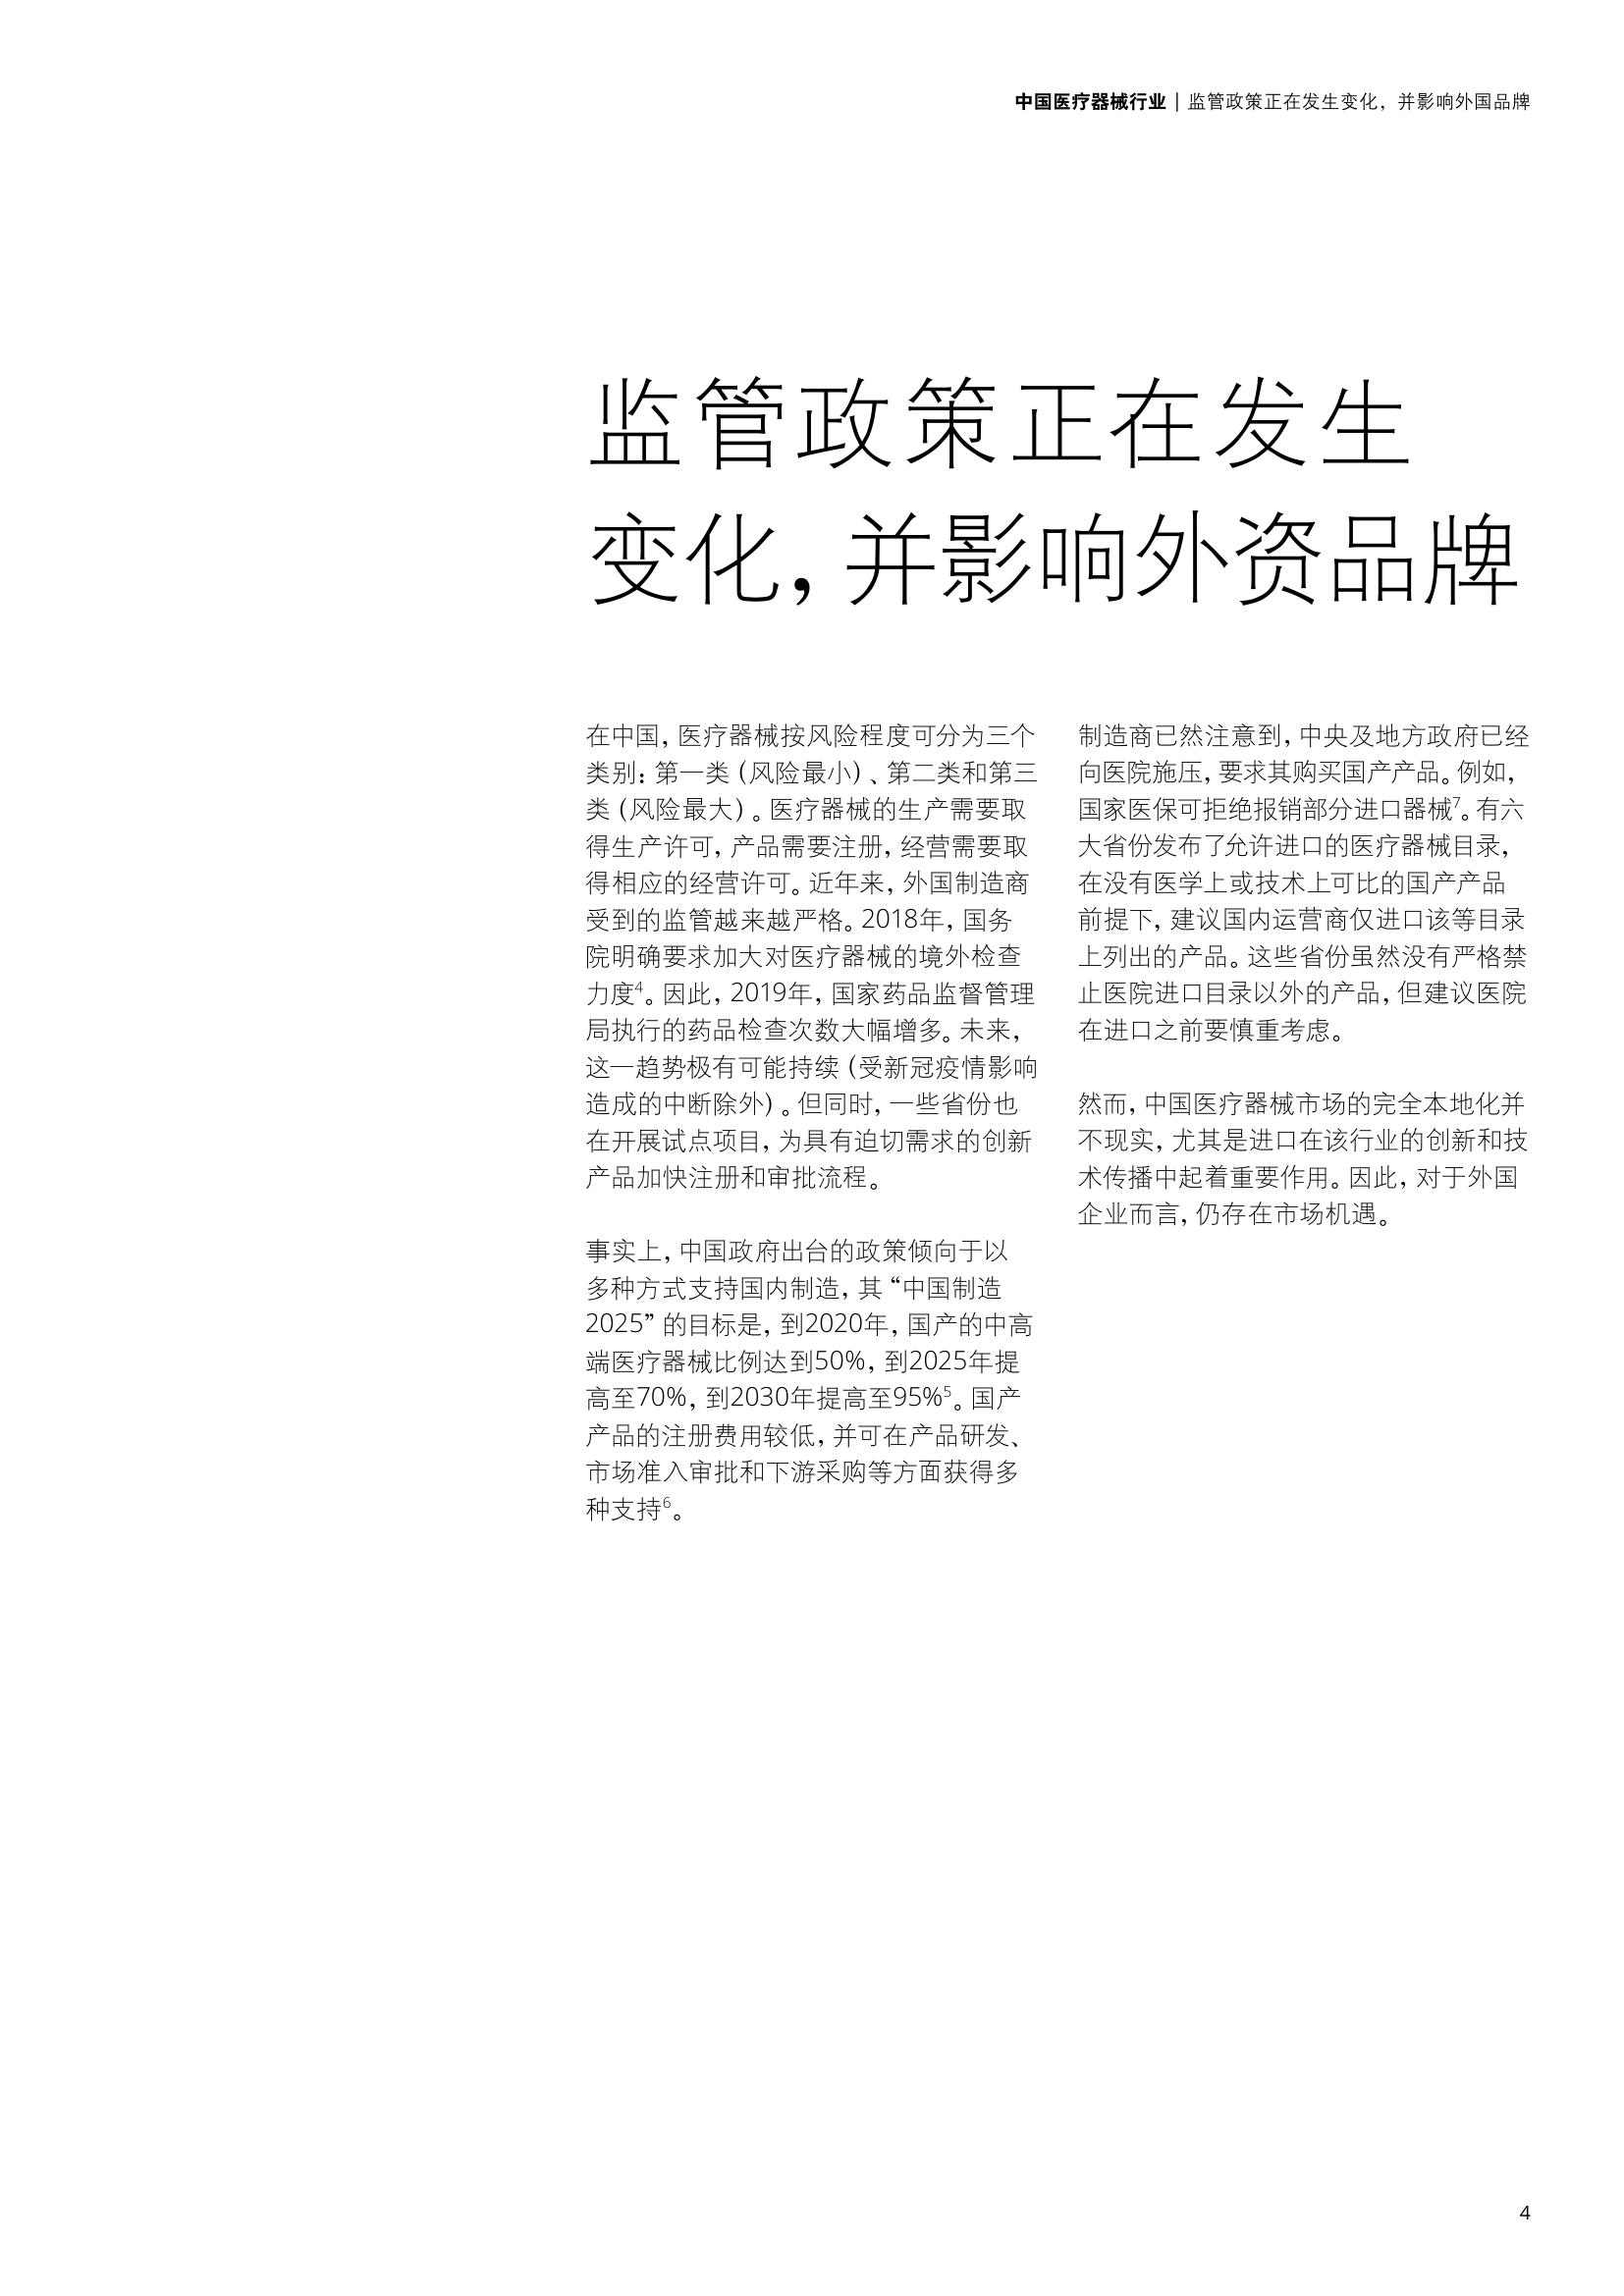 中国医疗器械行业 | 监管政策正在发生变化，并影响外国品牌
监管政策正在发生
变化，并影响外资品牌
在中国，医疗器械按风险程度可分为三个
类别：第一类（风险最小）、第二类和第三
类（风险最大）。医疗器械的生产需要取
得生产许可，产品需要注册，经营需要取
得相应的经营许可。近年来，外国制造商
受到的监管越来越严格。2018年，国务
院明确要求加大对医疗器械的境外检查
力度⁴。因此，2019年，国家药品监督管理
局执行的药品检查次数大幅增多。未来，
这一趋势极有可能持续（受新冠疫情影响
造成的中断除外）。但同时，一些省份也
在开展试点项目，为具有迫切需求的创新
产品加快注册和审批流程。
事实上，中国政府出台的政策倾向于以
多种方式支持国内制造，其“中国制造
2025”的目标是，到2020年，国产的中高
端医疗器械比例达到50%，到2025年提
高至70%，到2030年提高至95%⁵。国产
产品的注册费用较低，并可在产品研发、
市场准入审批和下游采购等方面获得多
种支持⁶。
制造商已然注意到，中央及地方政府已经
向医院施压，要求其购买国产产品。例如，
国家医保可拒绝报销部分进口器械⁷。有六
大省份发布了允许进口的医疗器械目录，
在没有医学上或技术上可比的国产产品
前提下，建议国内运营商仅进口该等目录
上列出的产品。这些省份虽然没有严格禁
止医院进口目录以外的产品，但建议医院
在进口之前要慎重考虑。
然而，中国医疗器械市场的完全本地化并
不现实，尤其是进口在该行业的创新和技
术传播中起着重要作用。因此，对于外国
企业而言，仍存在市场机遇。
4